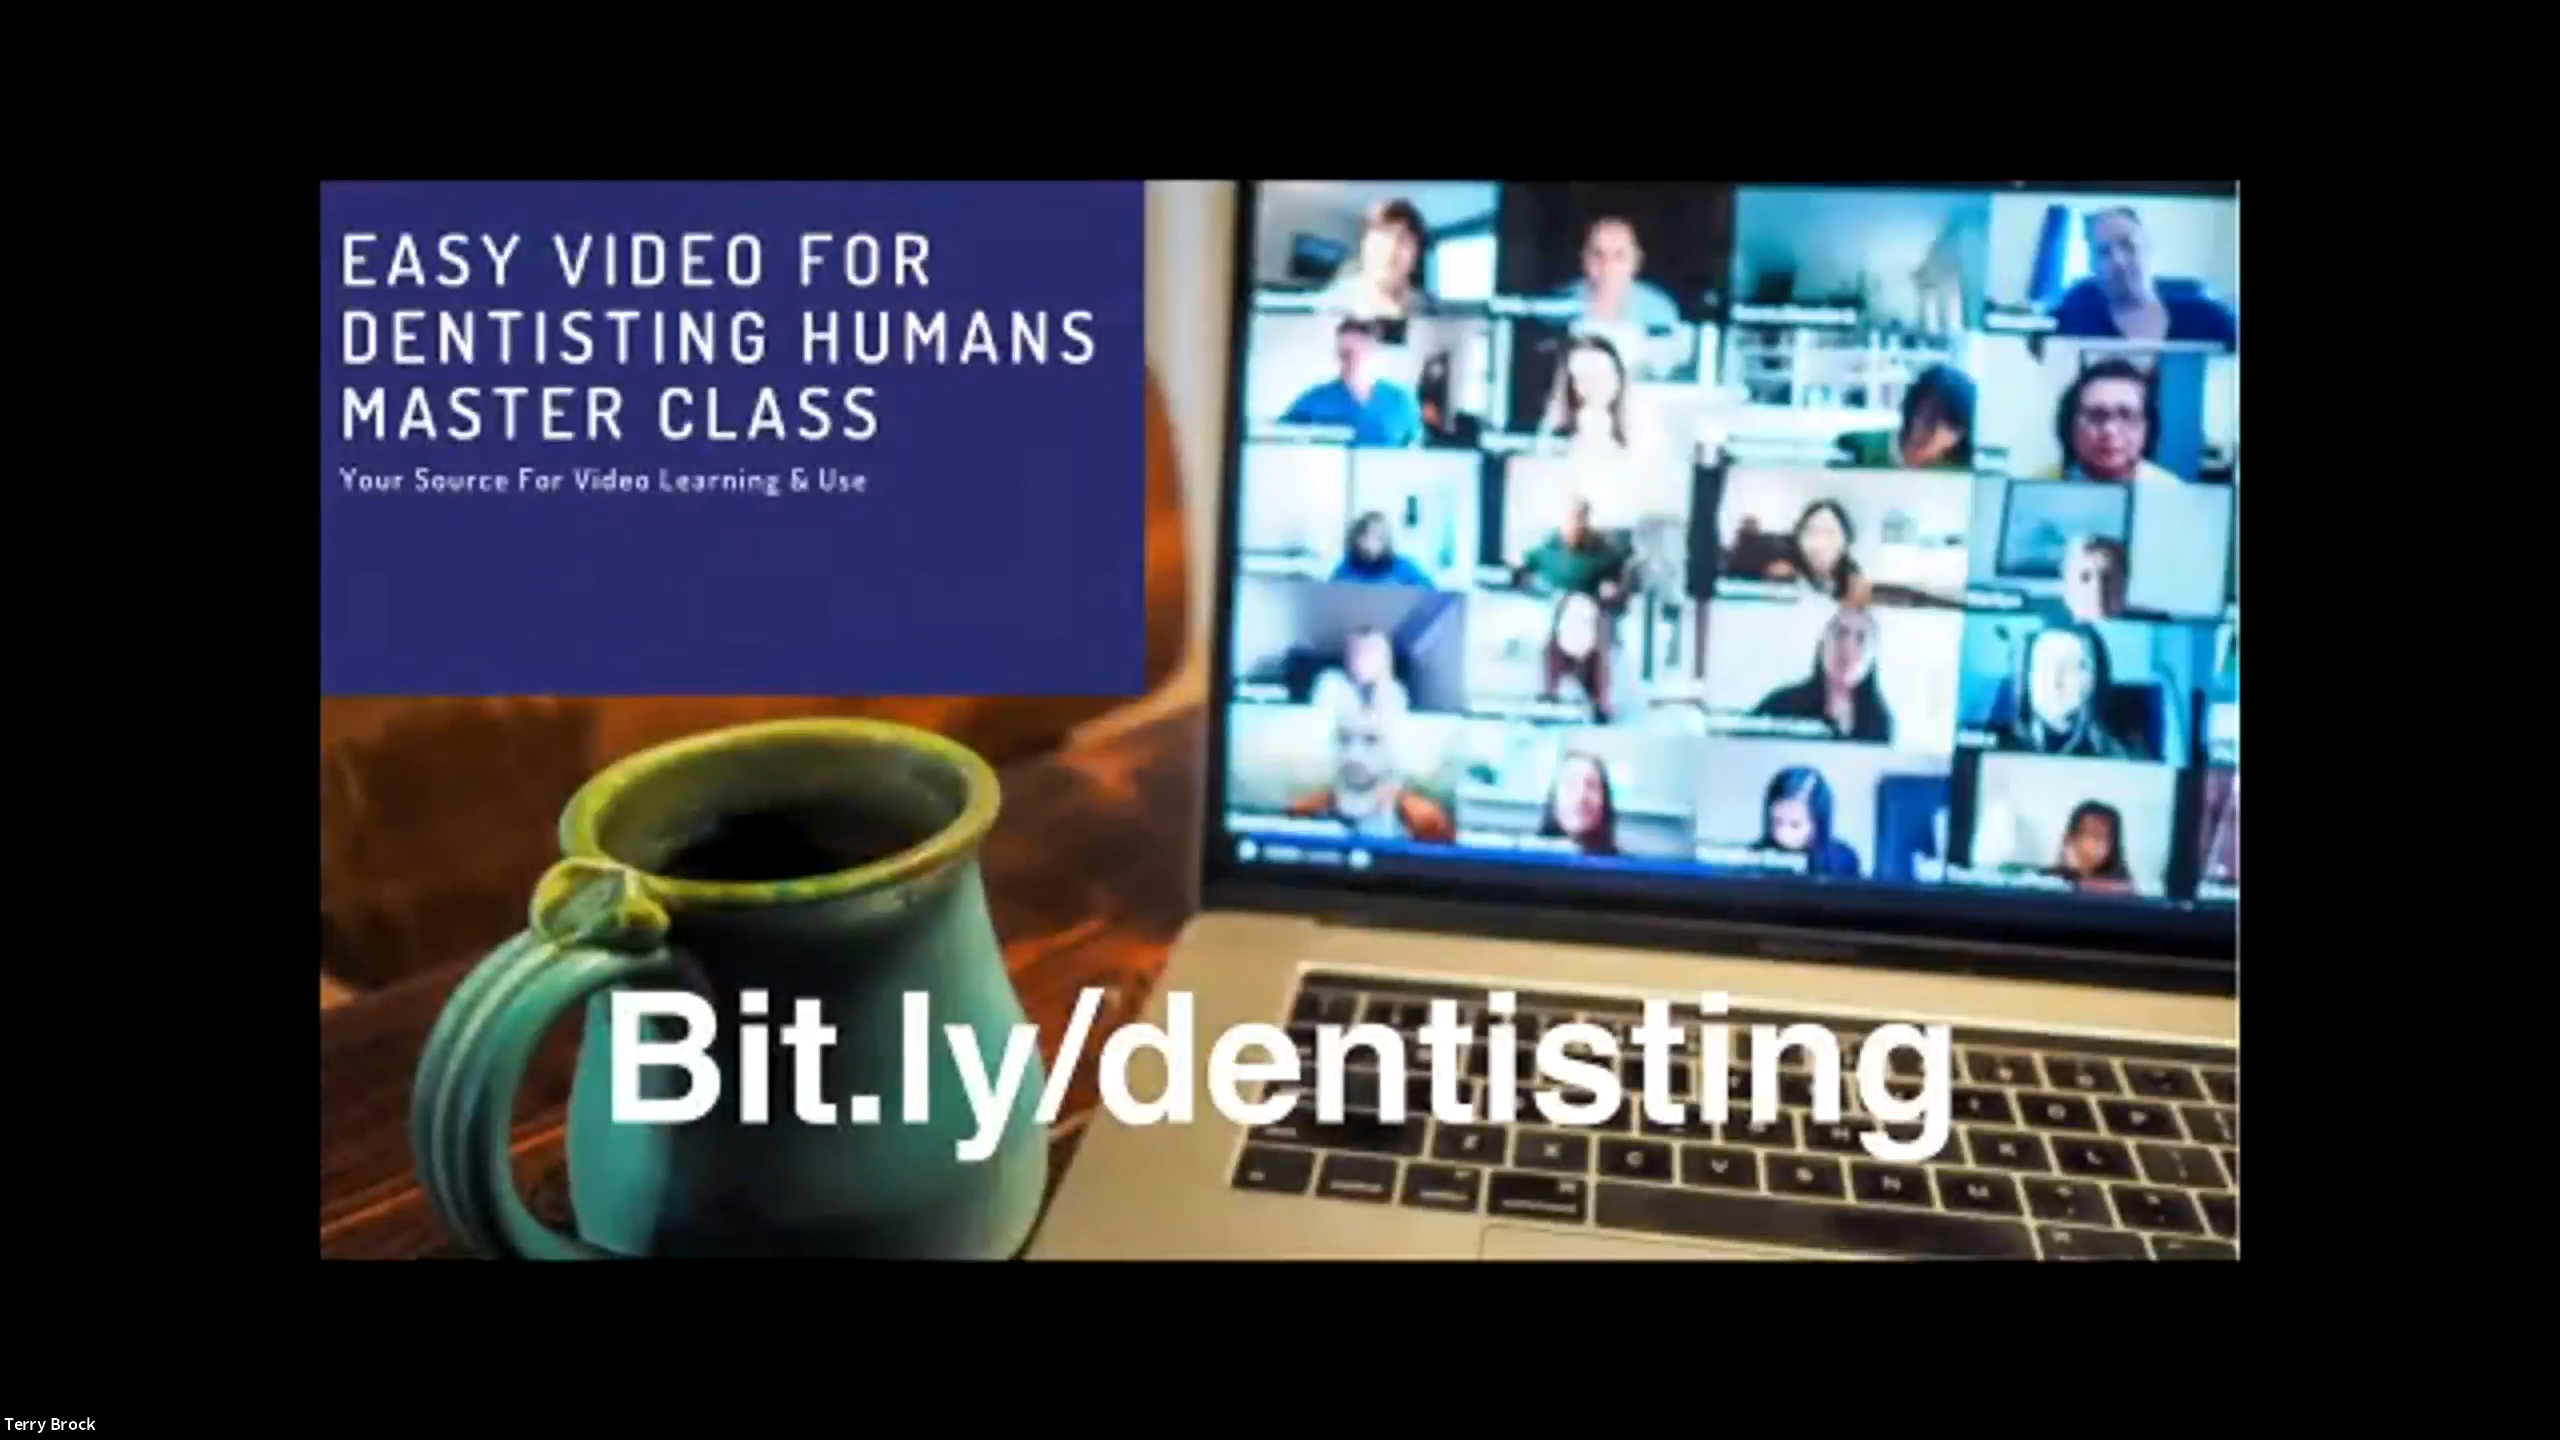 EASY VIDEO FOR
DENTISTING HUMANS
MASTER CLASS
Your Source For Video Learning & Use
Bit.ly/dentisting
Terry Brock